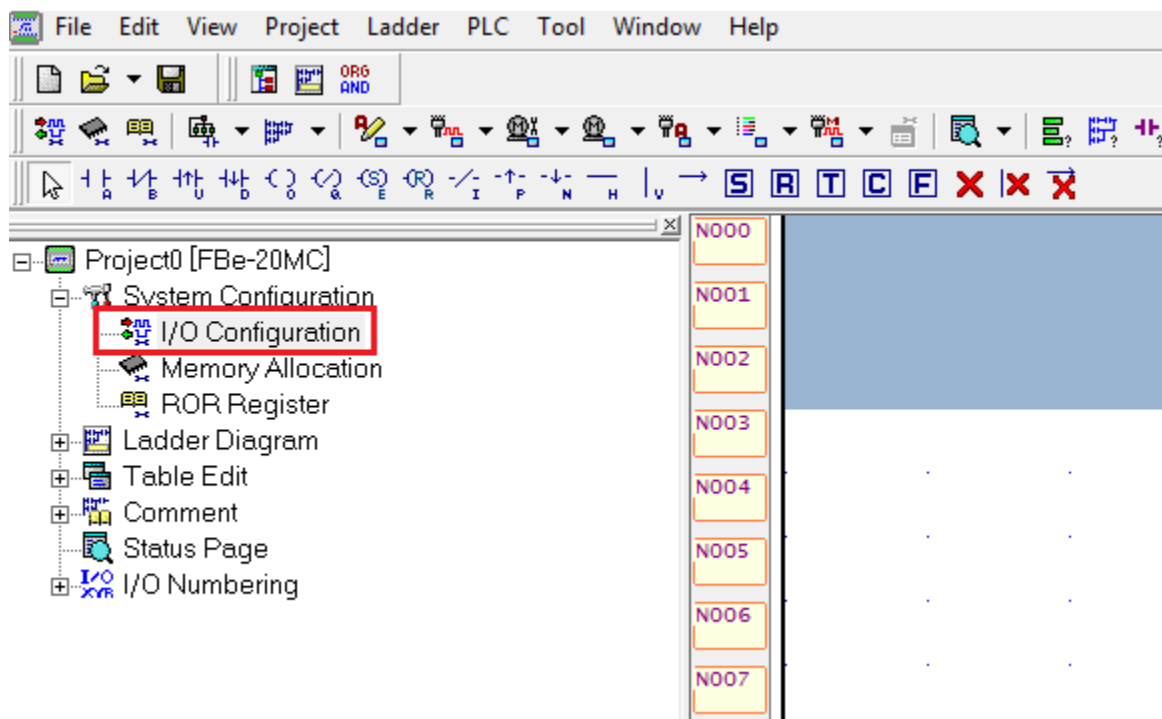 File Edit View Project Ladder PLC Tool Window Help
ORG
AND
A B U D O Q E R I P N H V S R T C F
Project0 [FBe-20MC]
System Configuration
I/O Configuration
Memory Allocation
ROR Register
Ladder Diagram
Table Edit
Comment
Status Page
I/O Numbering
N000
N001
N002
N003
N004
N005
N006
N007